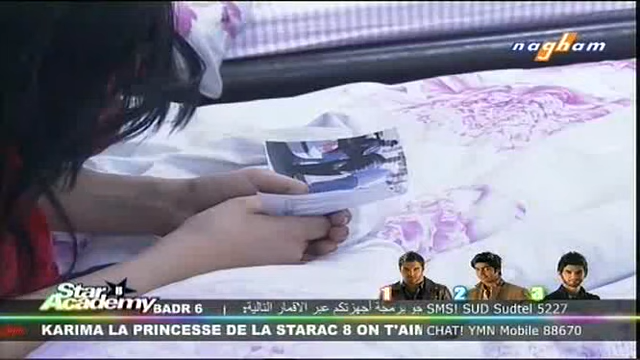 nagham
1 2 3
Star Academy 8
BADR 6 | جو برمجة أجهزتكم عبر الاقمار التالية: SMS! SUD Sudtel 5227
KARIMA LA PRINCESSE DE LA STARAC 8 ON T'AIM CHAT! YMN Mobile 88670